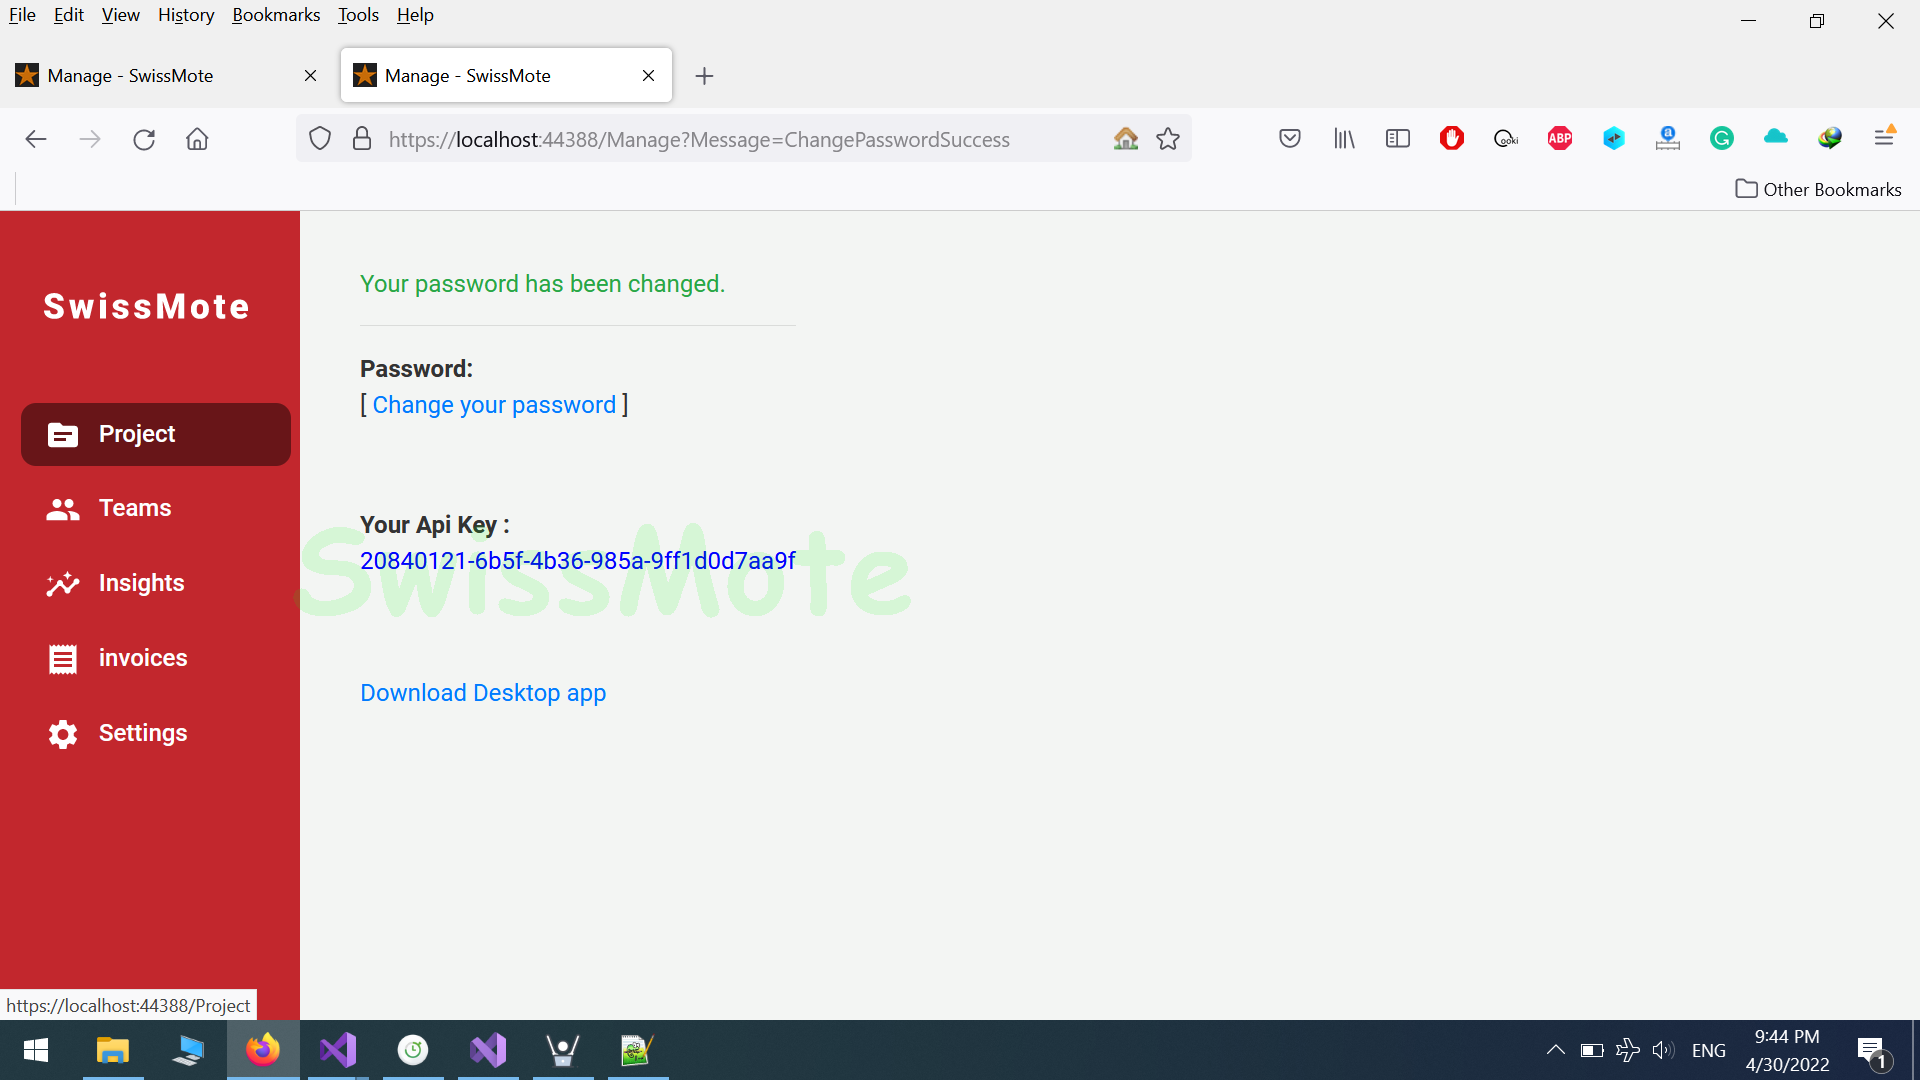 File Edit View History Bookmarks Tools Help
Manage - SwissMote
Manage - SwissMote
https://localhost:44388/Manage?Message=ChangePasswordSuccess
ooki
ABP
a
G
Other Bookmarks
SwissMote
Your password has been changed.
Password:
[ Change your password ]
Project
Teams
Insights
invoices
Settings
Your Api Key :
20840121-6b5f-4b36-985a-9ff1d0d7aa9f
SwissMote
Download Desktop app
https://localhost:44388/Project
ENG
9:44 PM
4/30/2022
1